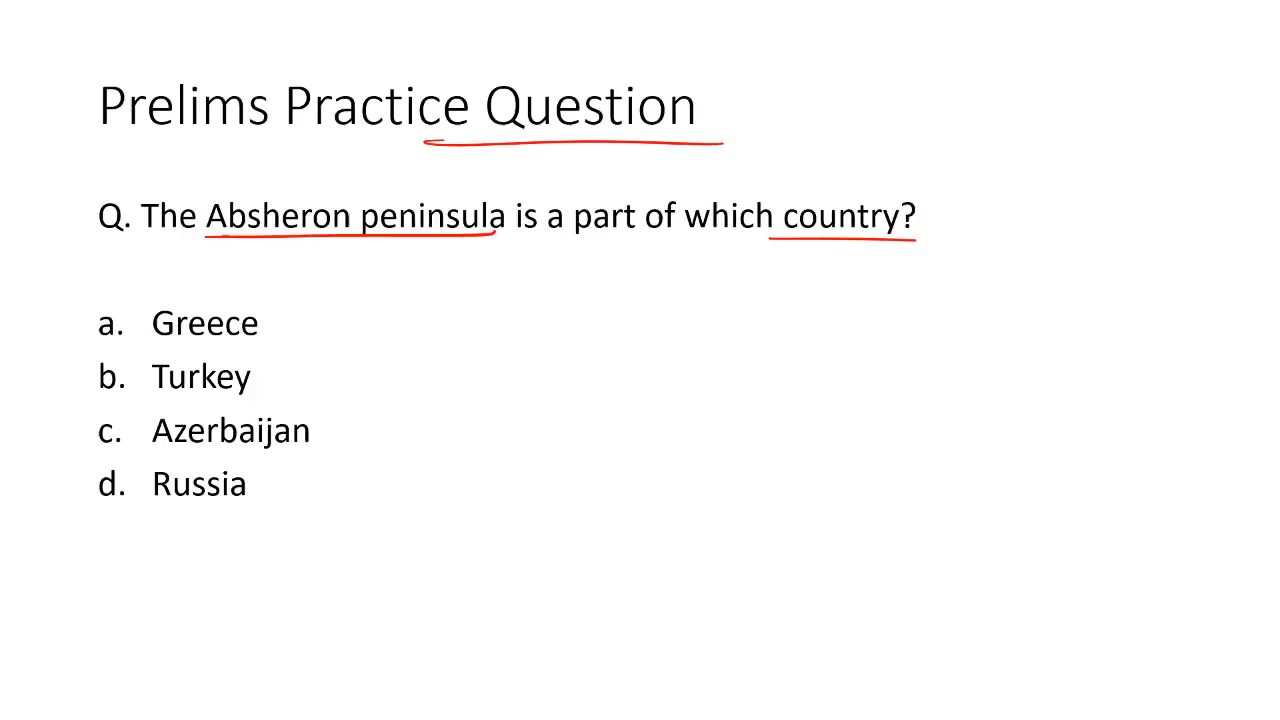 Prelims Practice Question
Q. The Absheron peninsula is a part of which country?
a. Greece
b. Turkey
c. Azerbaijan
d. Russia